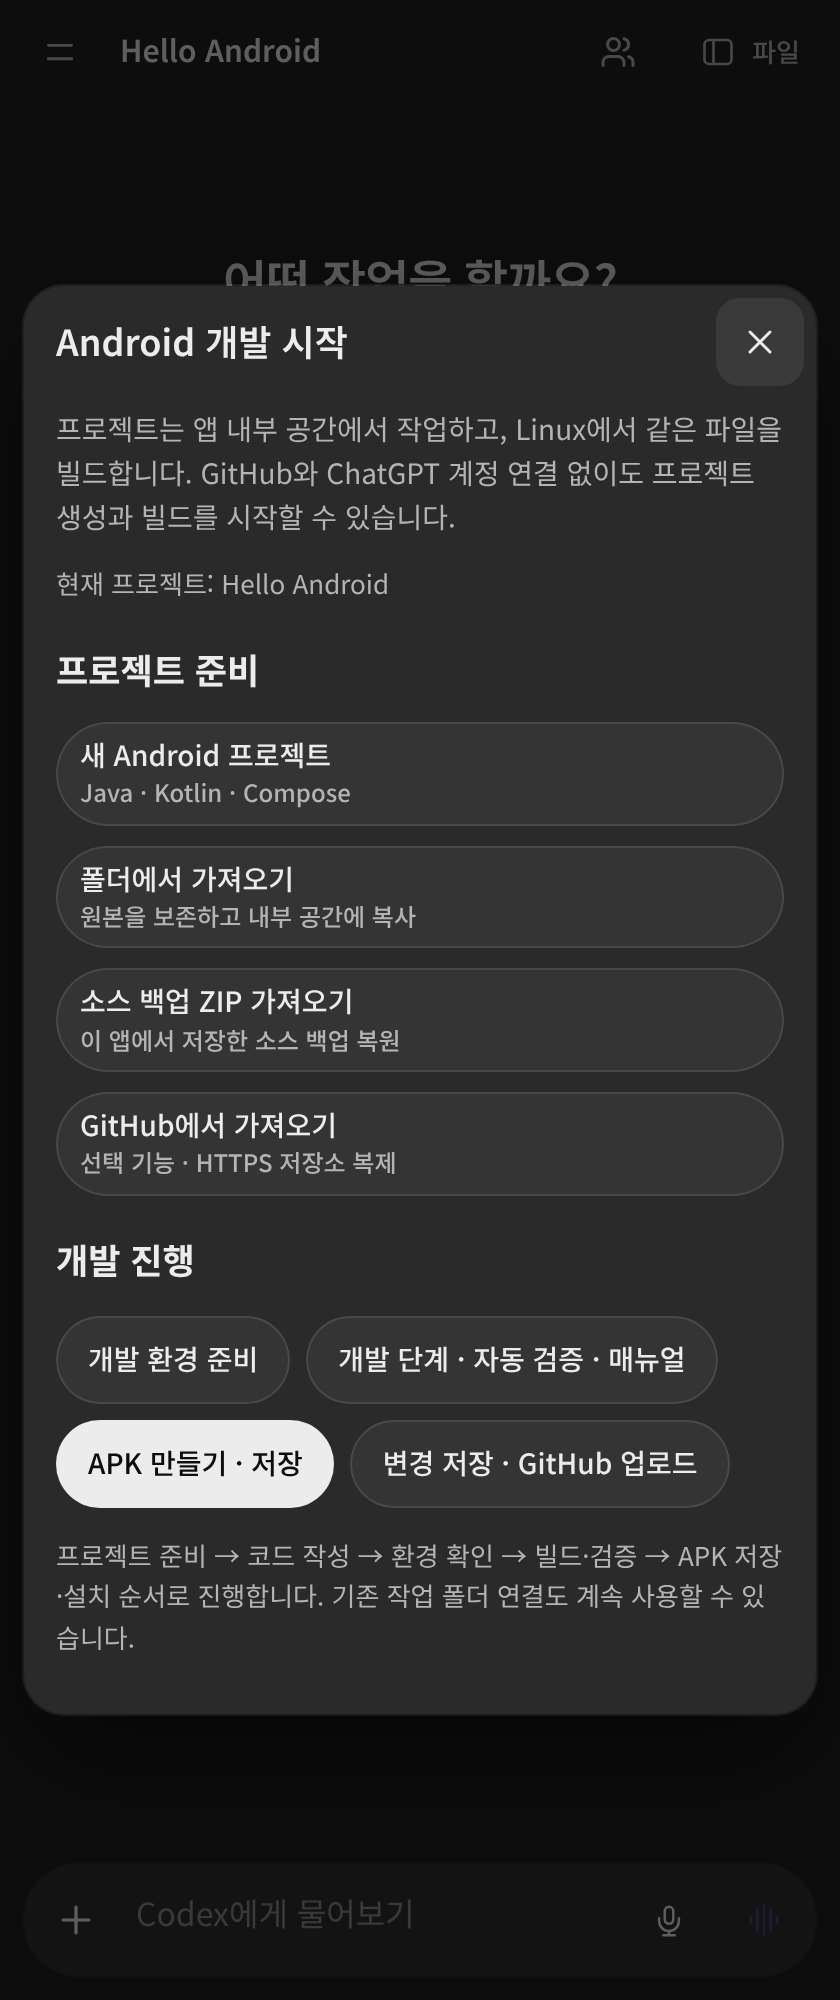 Hello Android
파일
어떤 작업을 할까요?
Android 개발 시작
프로젝트는 앱 내부 공간에서 작업하고, Linux에서 같은 파일을
빌드합니다. GitHub와 ChatGPT 계정 연결 없이도 프로젝트
생성과 빌드를 시작할 수 있습니다.
현재 프로젝트: Hello Android
프로젝트 준비
새 Android 프로젝트
Java · Kotlin · Compose
폴더에서 가져오기
원본을 보존하고 내부 공간에 복사
소스 백업 ZIP 가져오기
이 앱에서 저장한 소스 백업 복원
GitHub에서 가져오기
선택 기능 · HTTPS 저장소 복제
개발 진행
개발 환경 준비
개발 단계 · 자동 검증 · 매뉴얼
APK 만들기 · 저장
변경 저장 · GitHub 업로드
프로젝트 준비 → 코드 작성 → 환경 확인 → 빌드·검증 → APK 저장
·설치 순서로 진행합니다. 기존 작업 폴더 연결도 계속 사용할 수 있
습니다.
Codex에게 물어보기